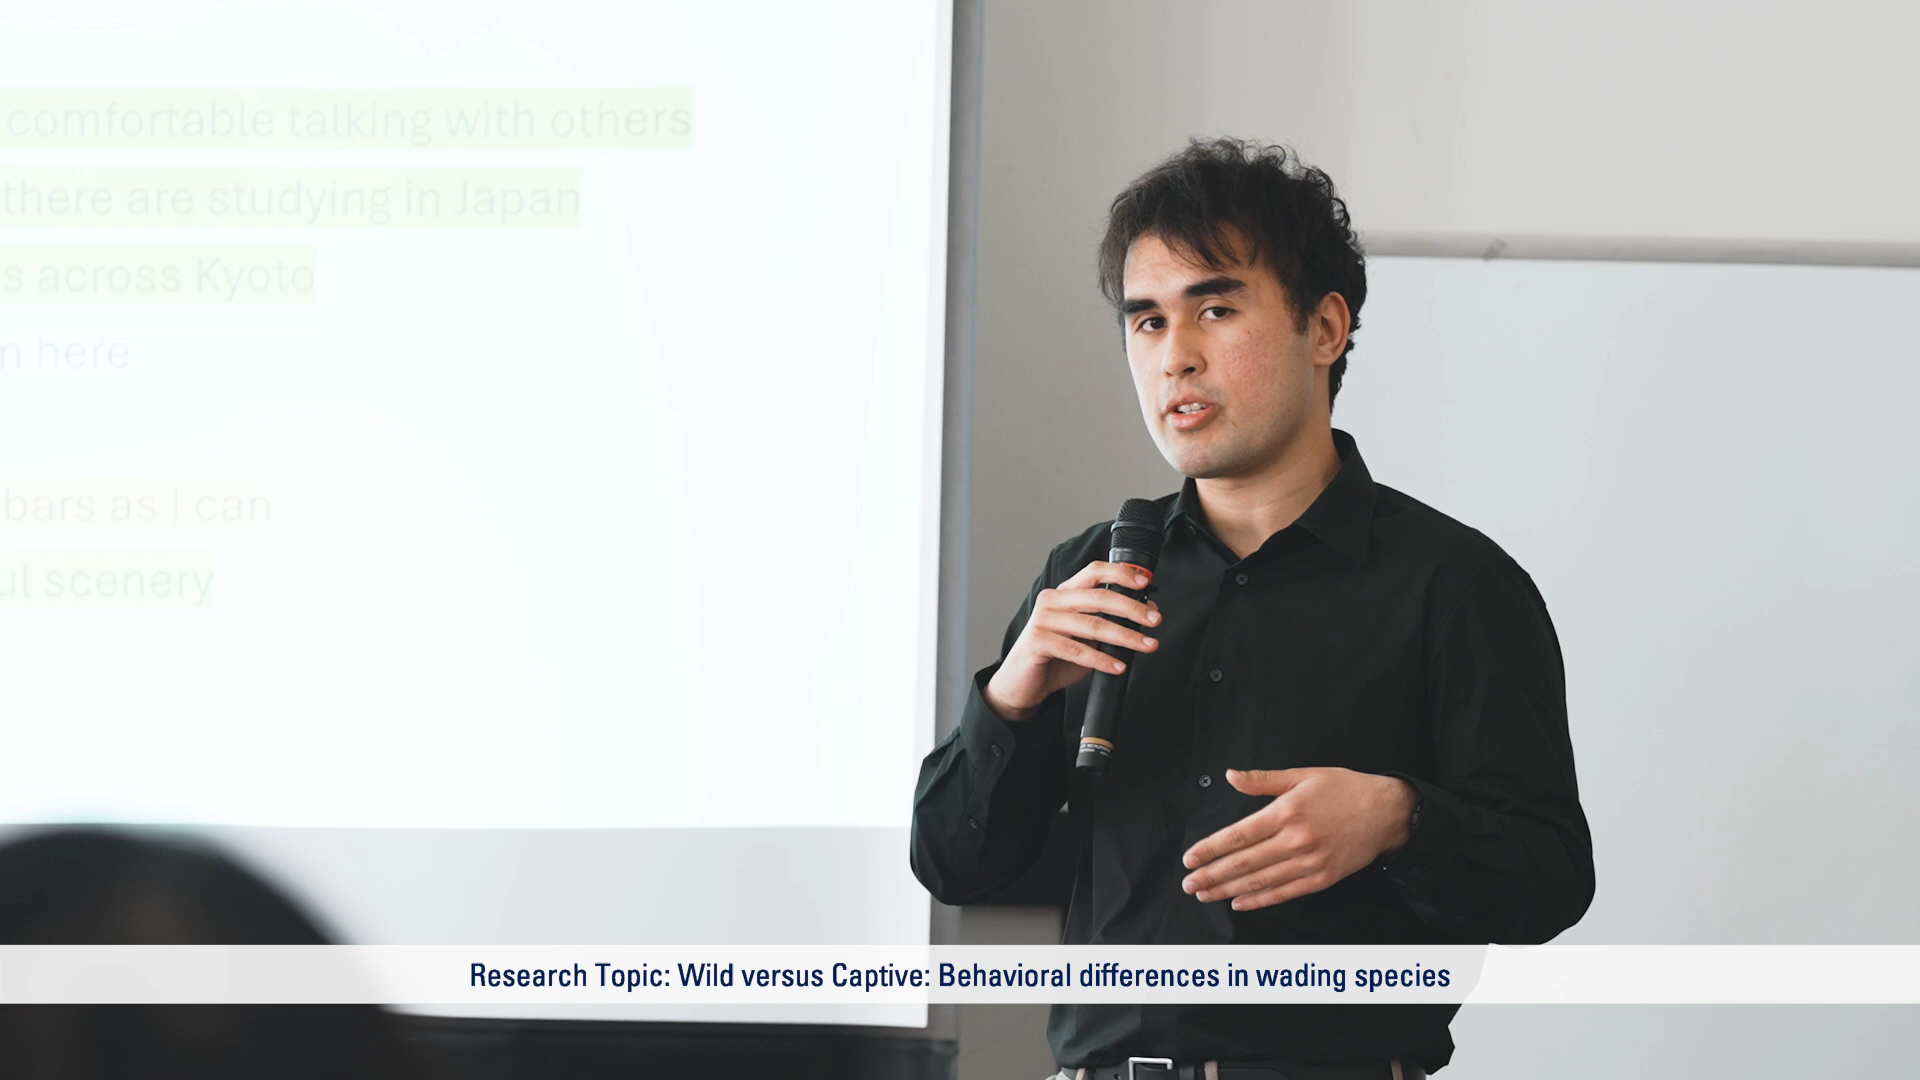 comfortable talking with others
there are studying in Japan
s across Kyoto
here
bars as I can
ul scenery
Research Topic: Wild versus Captive: Behavioral differences in wading species